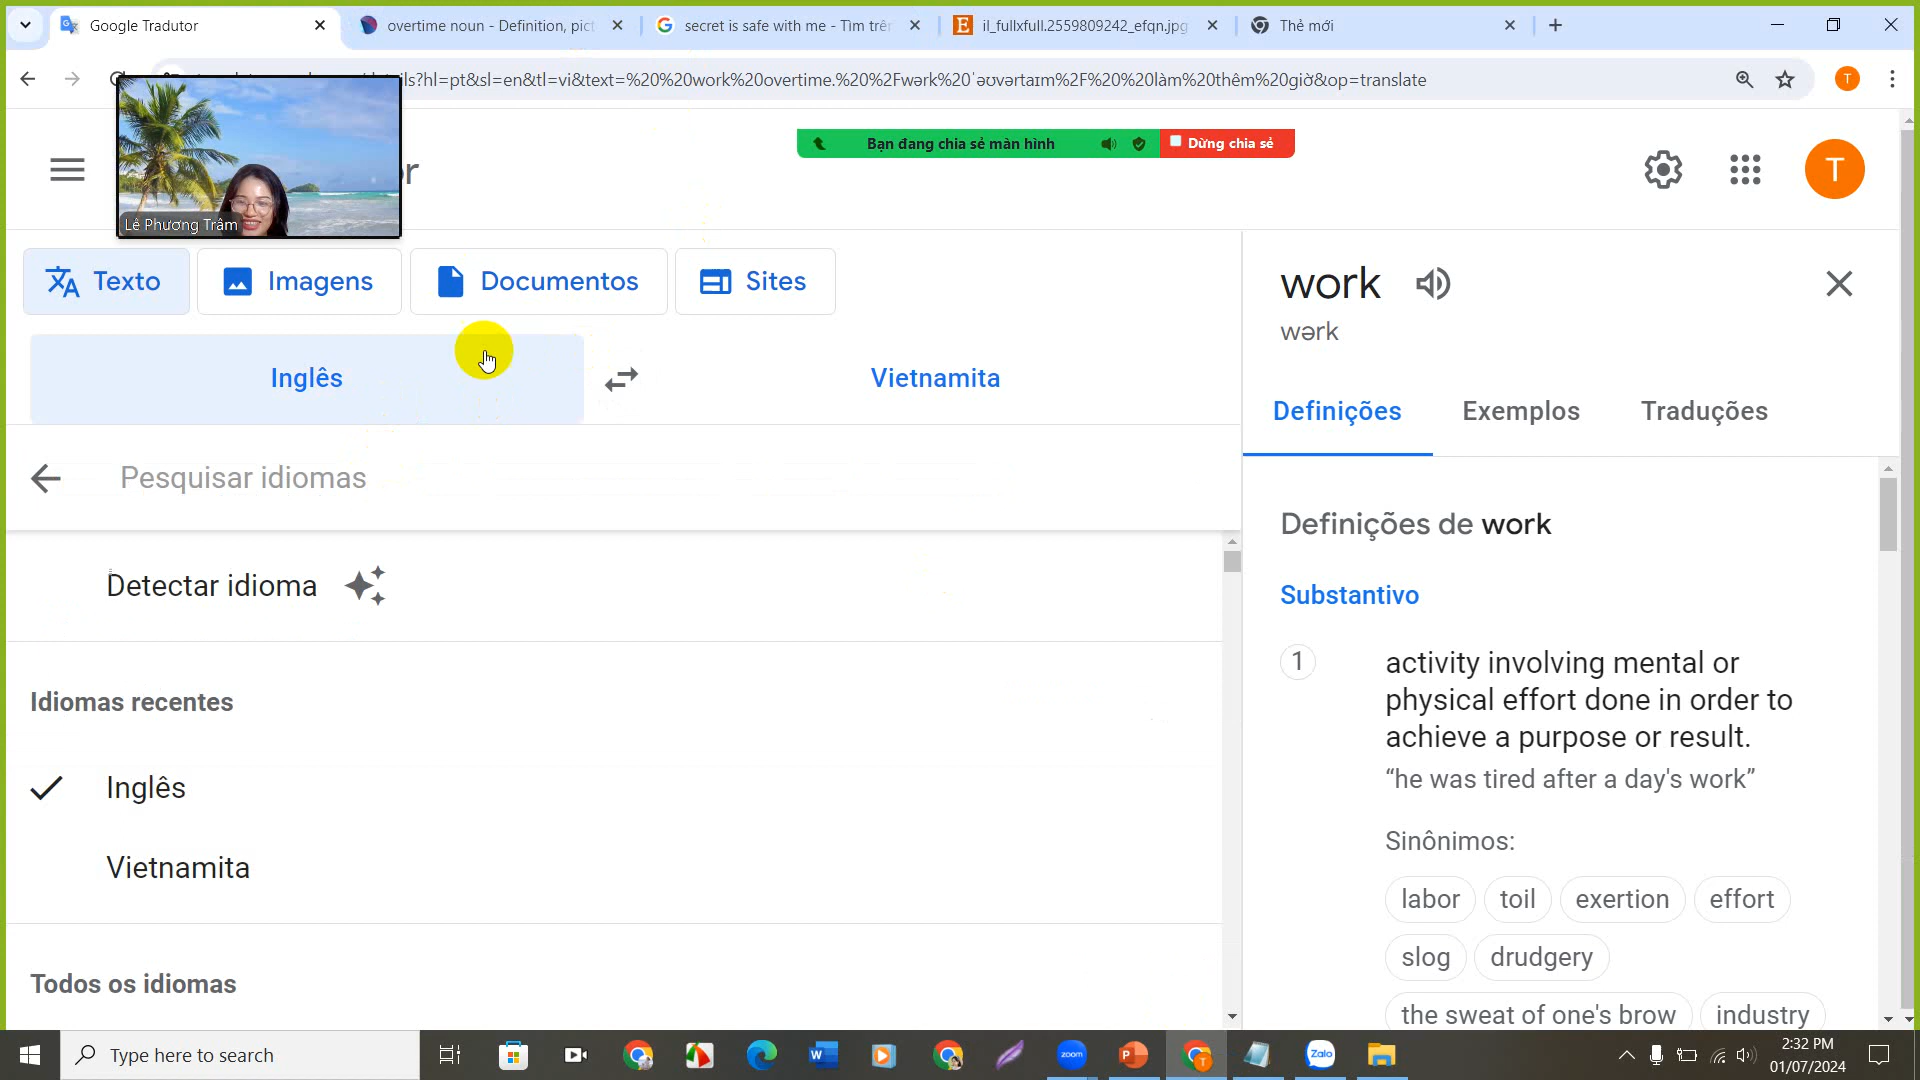 Google Tradutor
overtime noun - Definition, pict
secret is safe with me - Tìm trên
il_fullxfull.2559809242_efqn.jpg
Thẻ mới
ils?hl=pt&sl=en&tl=vi&text=%20%20work%20overtime.%20%2Fwərk%20ˈəʊvərtaɪm%2F%20%20làm%20thêm%20giờ&op=translate
T
Bạn đang chia sẻ màn hình
Dừng chia sẻ
or
T
Lê Phương Trâm
Texto
Imagens
Documentos
Sites
work
wərk
Inglês
Vietnamita
Definições
Exemplos
Traduções
Pesquisar idiomas
Definições de work
Detectar idioma
Substantivo
1
activity involving mental or
physical effort done in order to
achieve a purpose or result.
“he was tired after a day's work”
Idiomas recentes
Inglês
Vietnamita
Sinônimos:
labor
toil
exertion
effort
slog
drudgery
the sweat of one's brow
industry
Todos os idiomas
Type here to search
zoom
Zalo
2:32 PM
01/07/2024